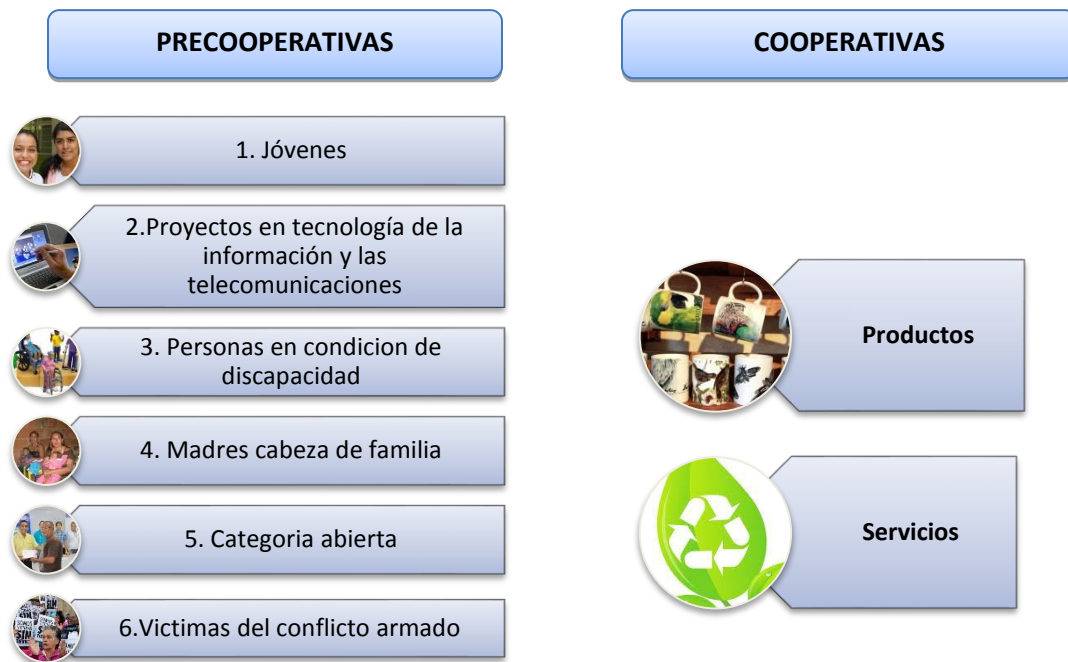 PRECOOPERATIVAS
1. Jóvenes
2.Proyectos en tecnología de la
información y las
telecomunicaciones
3. Personas en condicion de
discapacidad
4. Madres cabeza de familia
5. Categoria abierta
6.Victimas del conflicto armado
COOPERATIVAS
Productos
Servicios